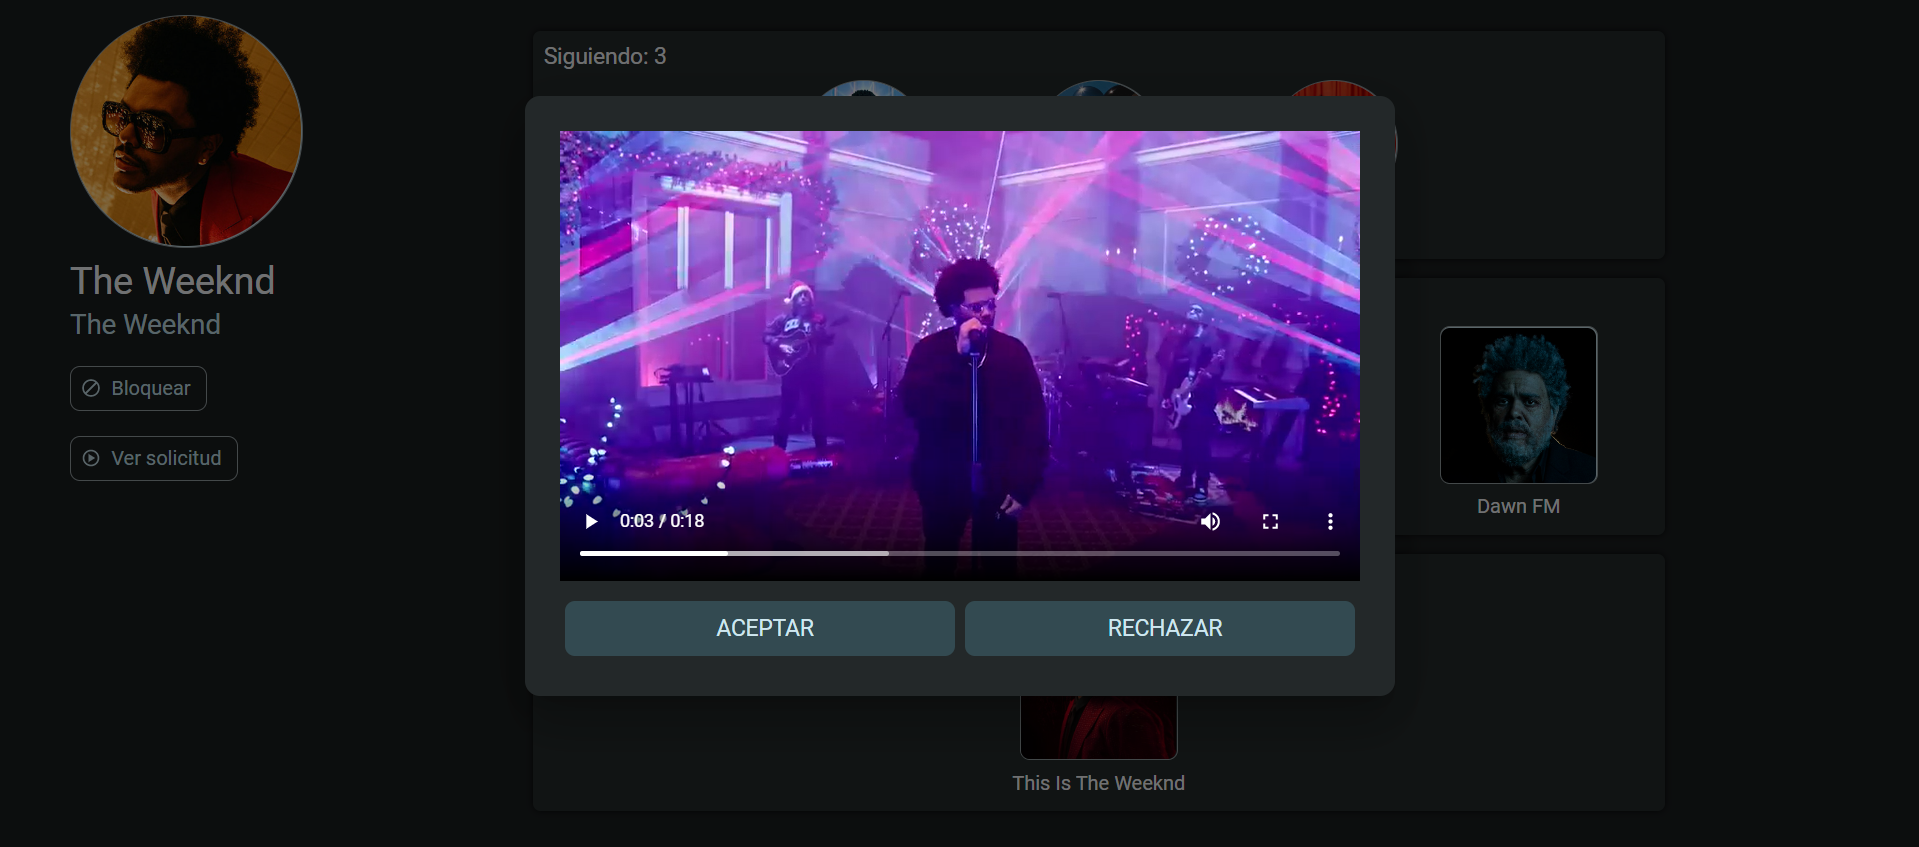 Siguiendo: 3
The Weeknd
The Weeknd
Bloquear
Ver solicitud
0:03 / 0:18
ACEPTAR
RECHAZAR
Dawn FM
This Is The Weeknd